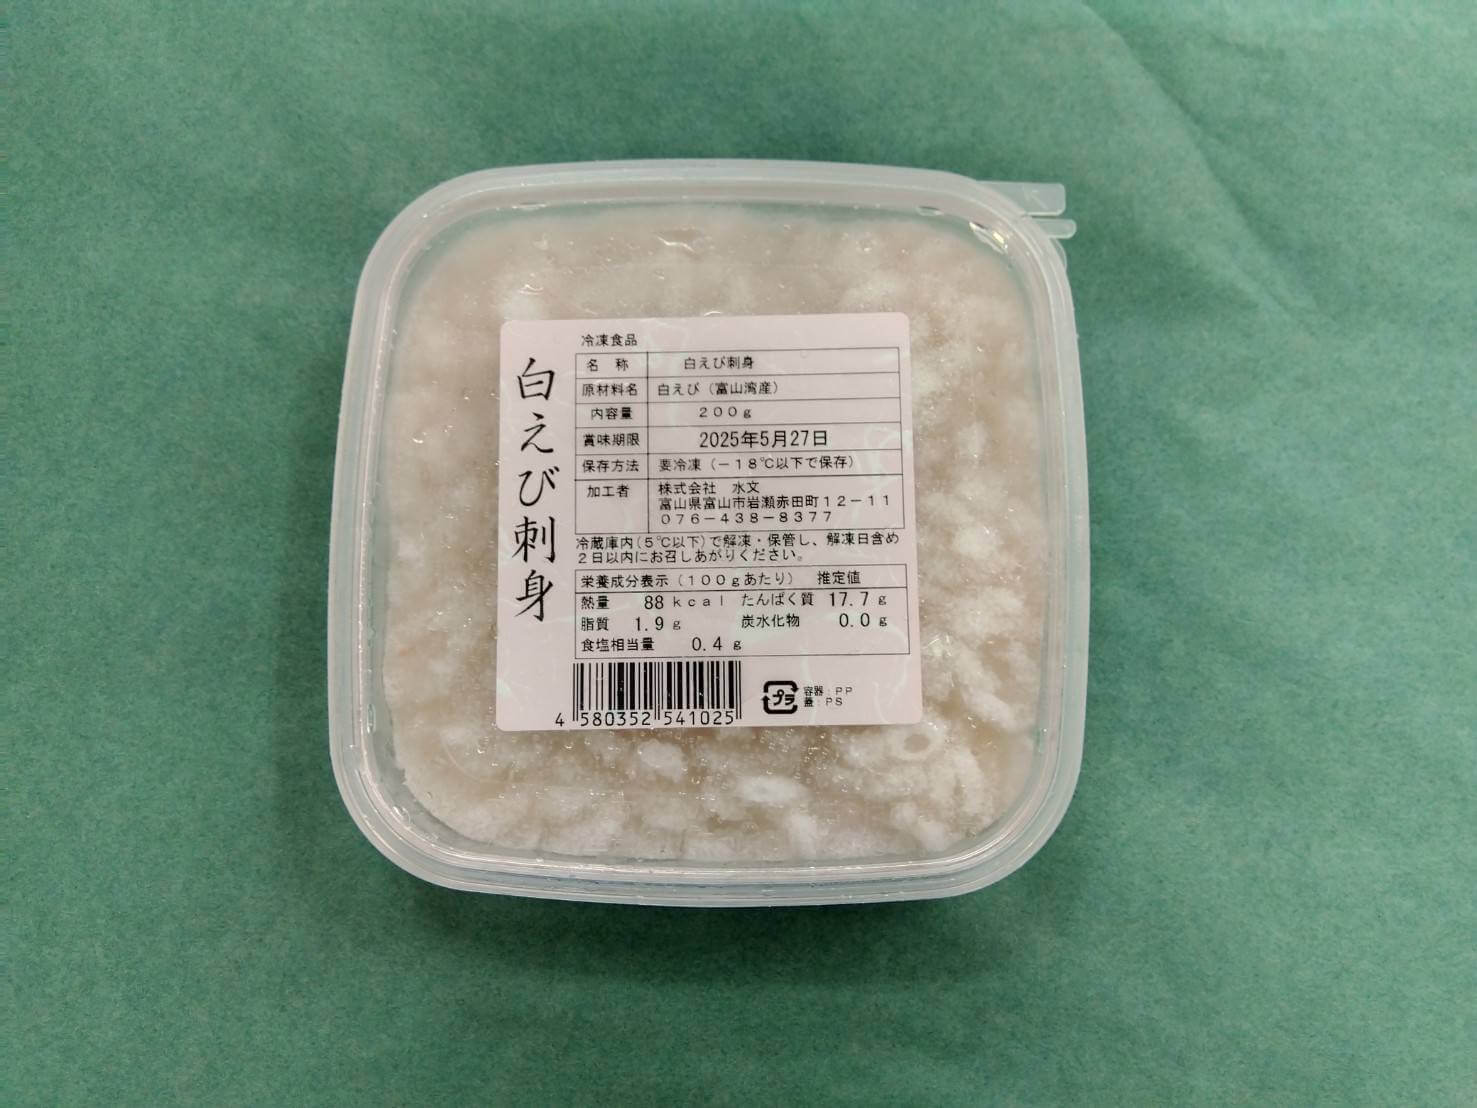 白えび刺身
冷凍食品
名　称　白えび刺身
原材料名　白えび（富山湾産）
内容量　２００ｇ
賞味期限　2025年5月27日
保存方法　要冷凍（－１８℃以下で保存）
加工者　株式会社　水文
富山県富山市岩瀬赤田町１２－１１
０７６－４３８－８３７７
冷蔵庫内(５℃以下)で解凍・保管し、解凍日含め
２日以内にお召しあがりください。
栄養成分表示（１００ｇあたり）　推定値
熱量　88 ｋｃａｌ　たんぱく質　17.7 ｇ
脂質　1.9 ｇ　炭水化物　0.0 ｇ
食塩相当量　0.4 ｇ
4 580352 541025
プラ
容器：ＰＰ
蓋：ＰＳ